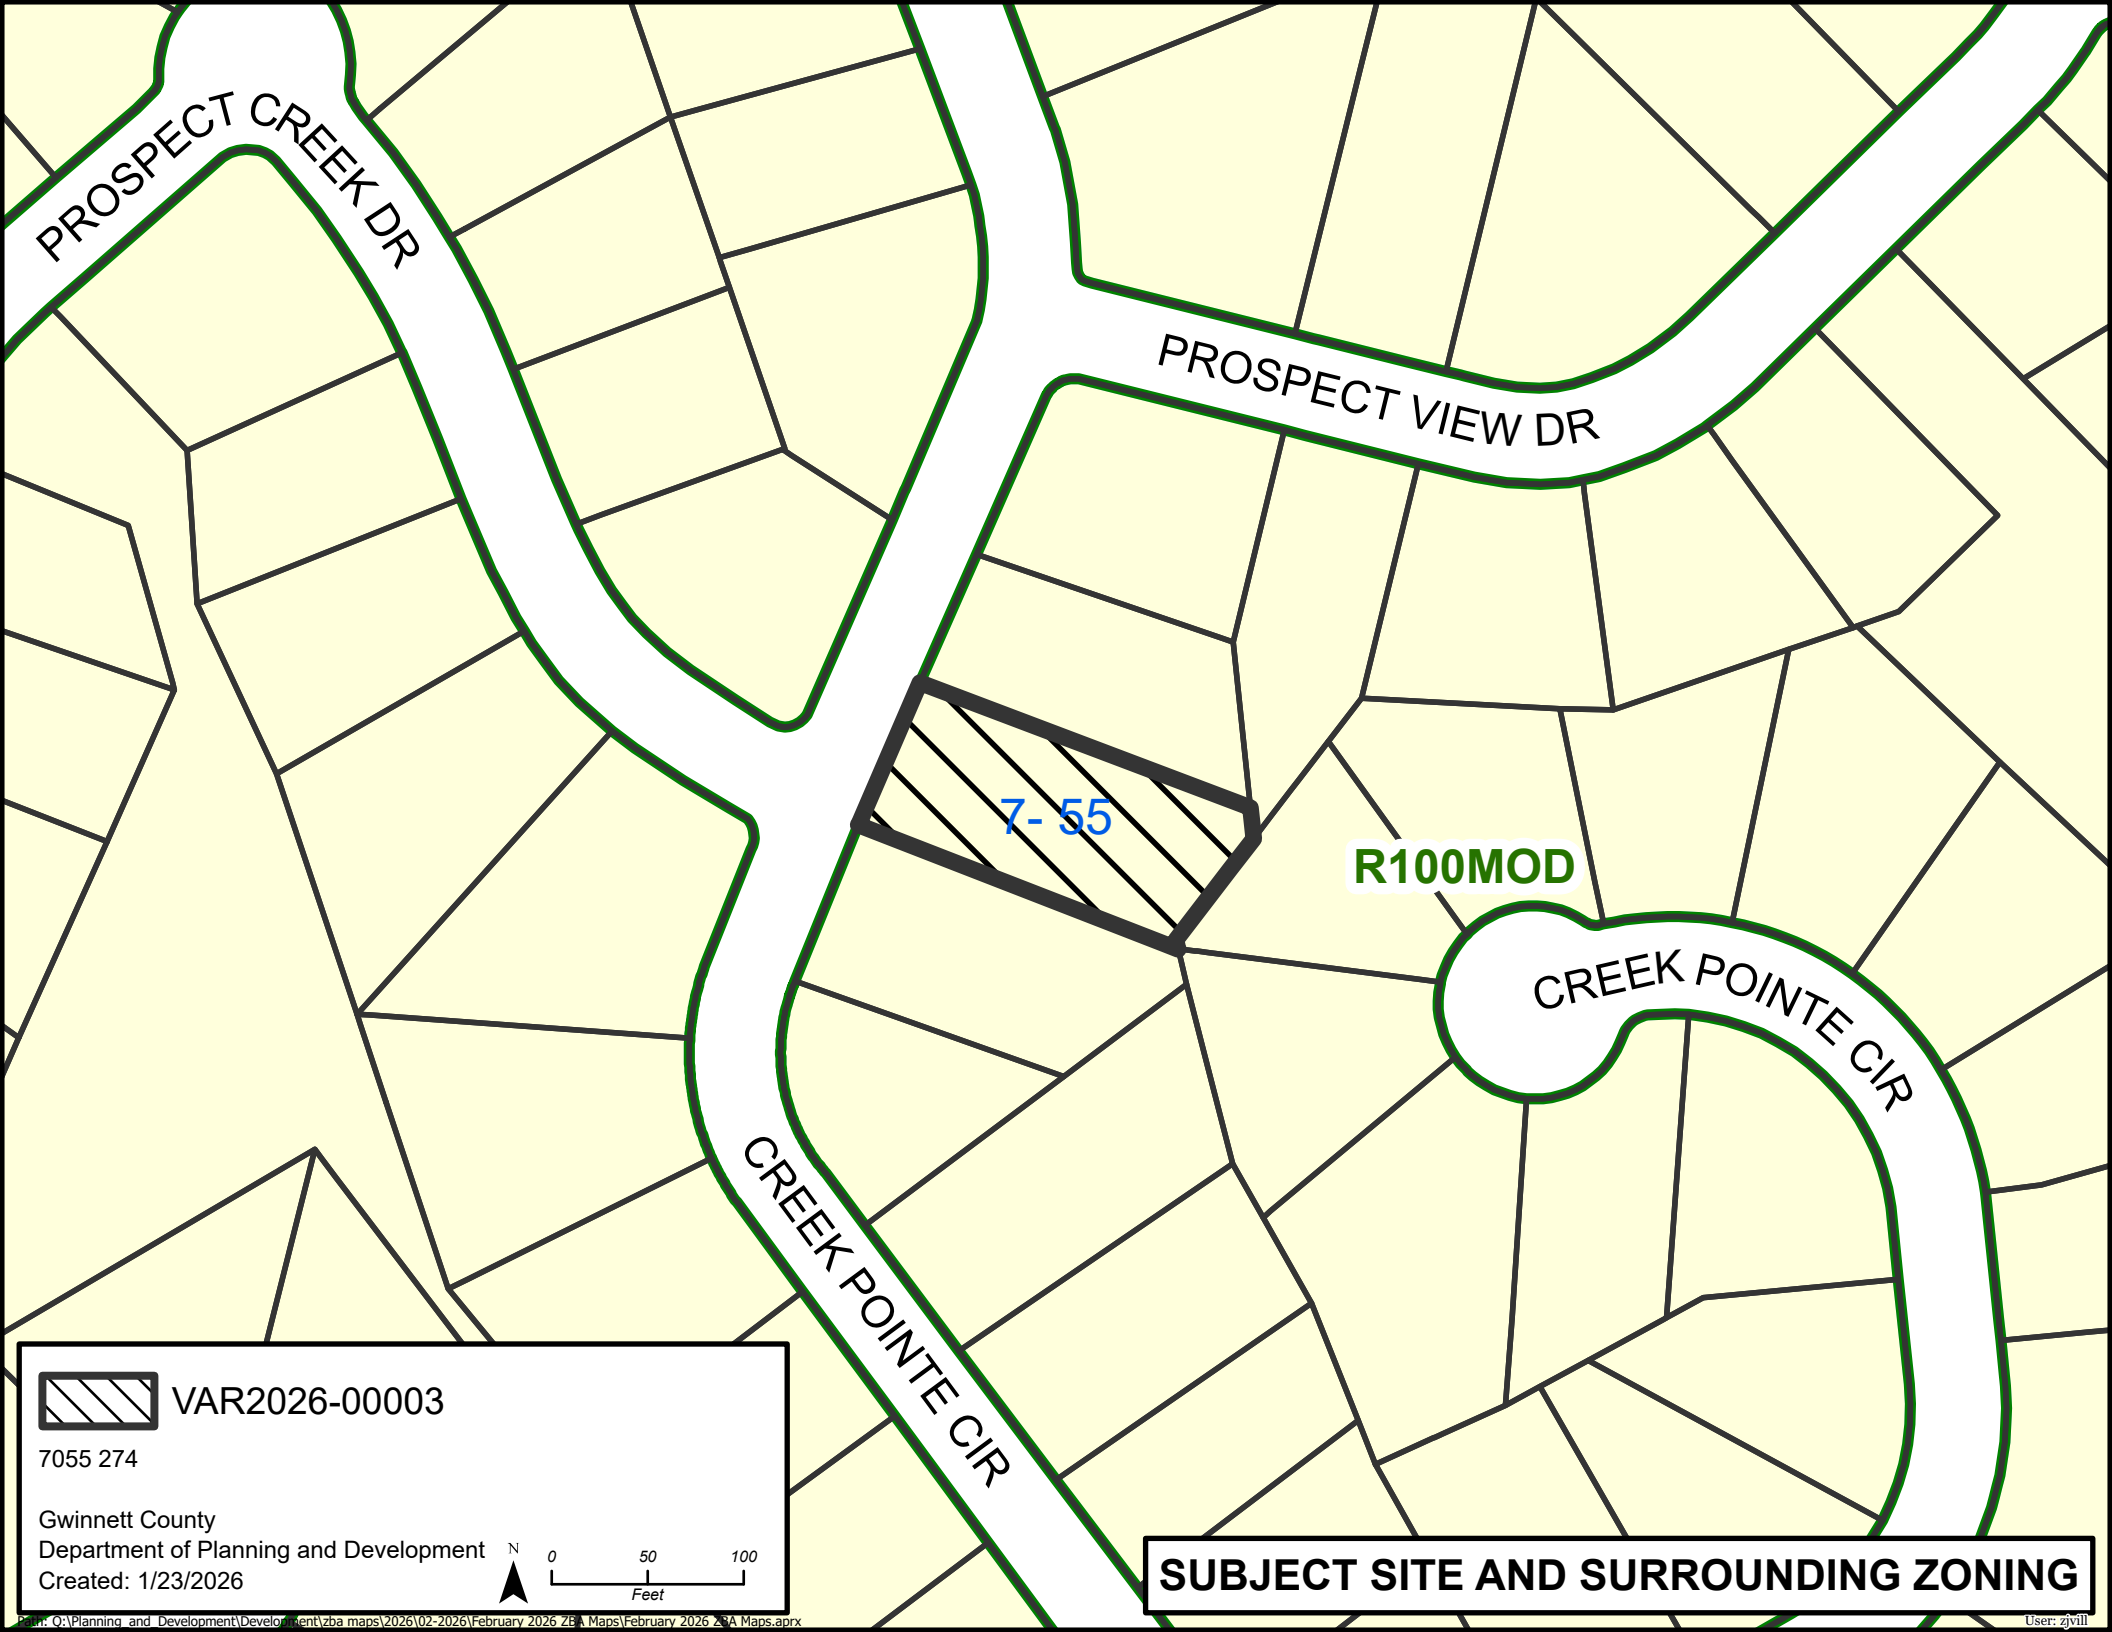 PROSPECT CREEK DR
PROSPECT VIEW DR
7- 55
R100MOD
CREEK POINTE CIR
CREEK POINTE CIR
VAR2026-00003
7055 274
Gwinnett County
Department of Planning and Development
Created: 1/23/2026
N
0 50 100
Feet
SUBJECT SITE AND SURROUNDING ZONING
Path: Q:\Planning_and_Development\Development\zba maps\2026\02-2026\February 2026 ZBA Maps\February 2026 ZBA Maps.aprx
User: zjvill